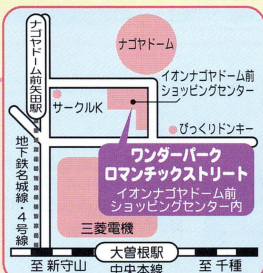 ナゴヤドーム前矢田駅
ナゴヤドーム
イオンナゴヤドーム前
ショッピングセンター
サークルK
びっくりドンキー
地下鉄名城線・4号線
ワンダーパーク
ロマンチックストリート
イオンナゴヤドーム前
ショッピングセンター内
三菱電機
大曽根駅
至 新守山
中央本線
至 千種